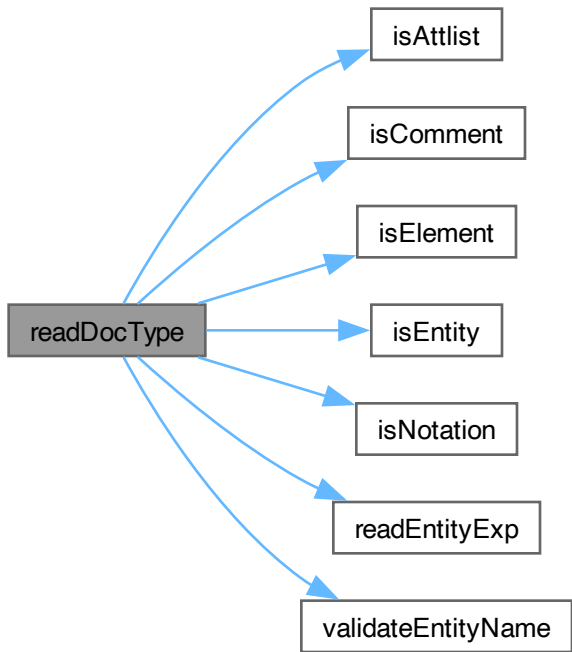 isAttlist
isComment
isElement
readDocType
isEntity
isNotation
readEntityExp
validateEntityName